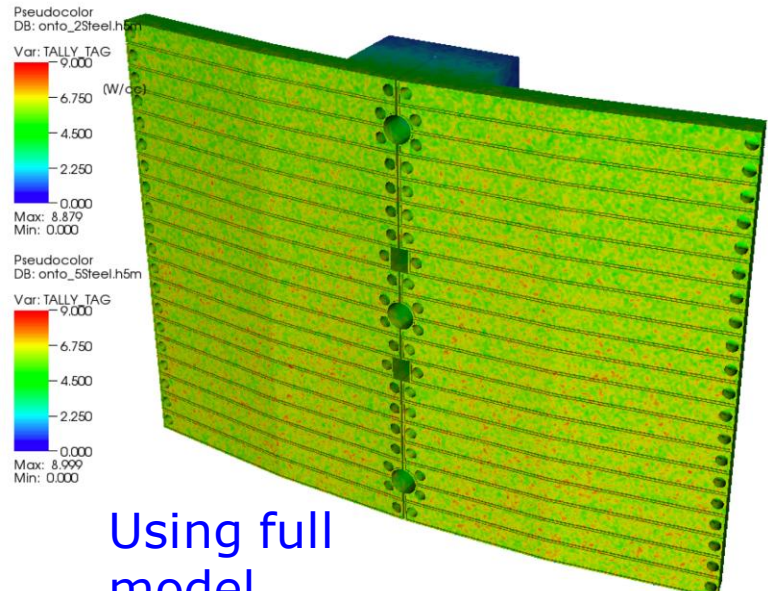 Pseudocolor
DB: onto_2Steel.h5m
Var: TALLY_TAG
9.000
(W/cc)
6.750
4.500
2.250
0.000
Max: 8.879
Min: 0.000
Pseudocolor
DB: onto_5Steel.h5m
Var: TALLY_TAG
9.000
6.750
4.500
2.250
0.000
Max: 8.999
Min: 0.000
Using full
model